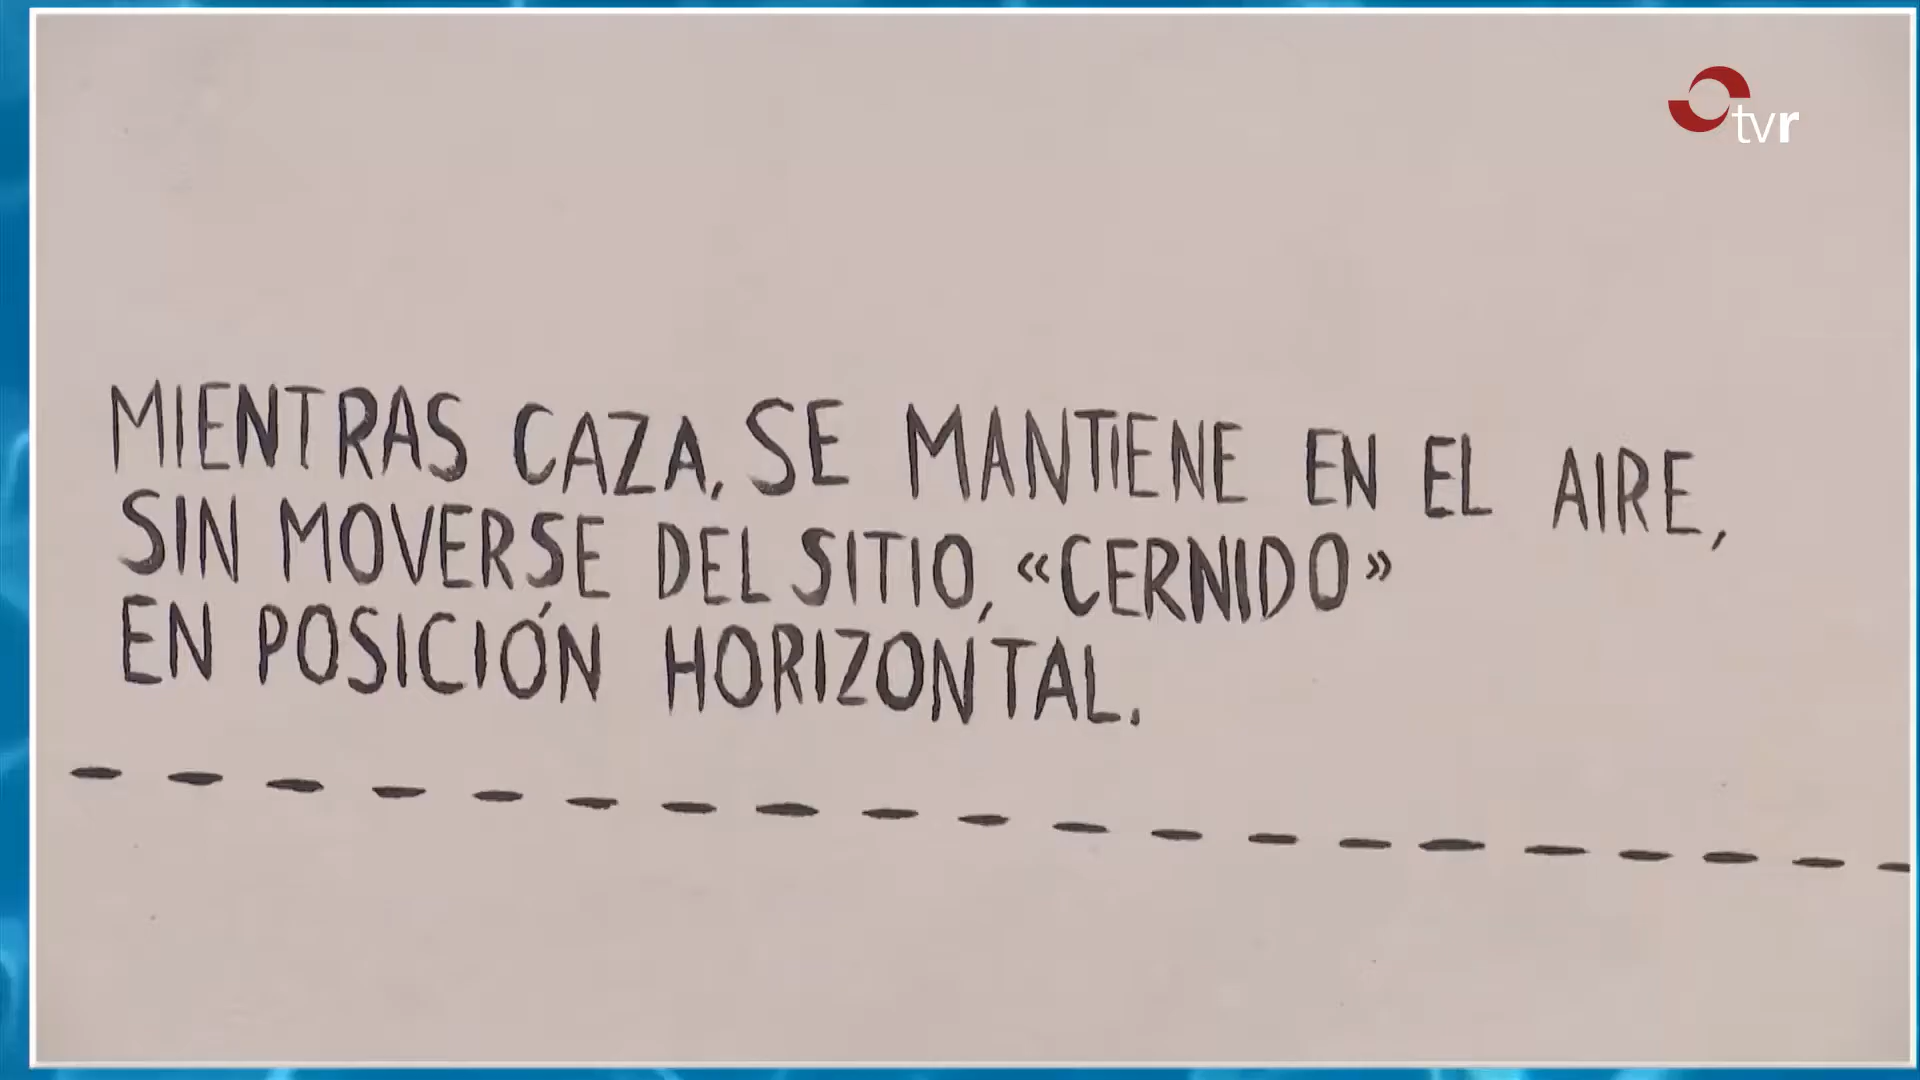 tvr
MIENTRAS CAZA, SE MANTIENE EN EL AIRE,
SIN MOVERSE DEL SITIO, «CERNIDO»
EN POSICIÓN HORIZONTAL.